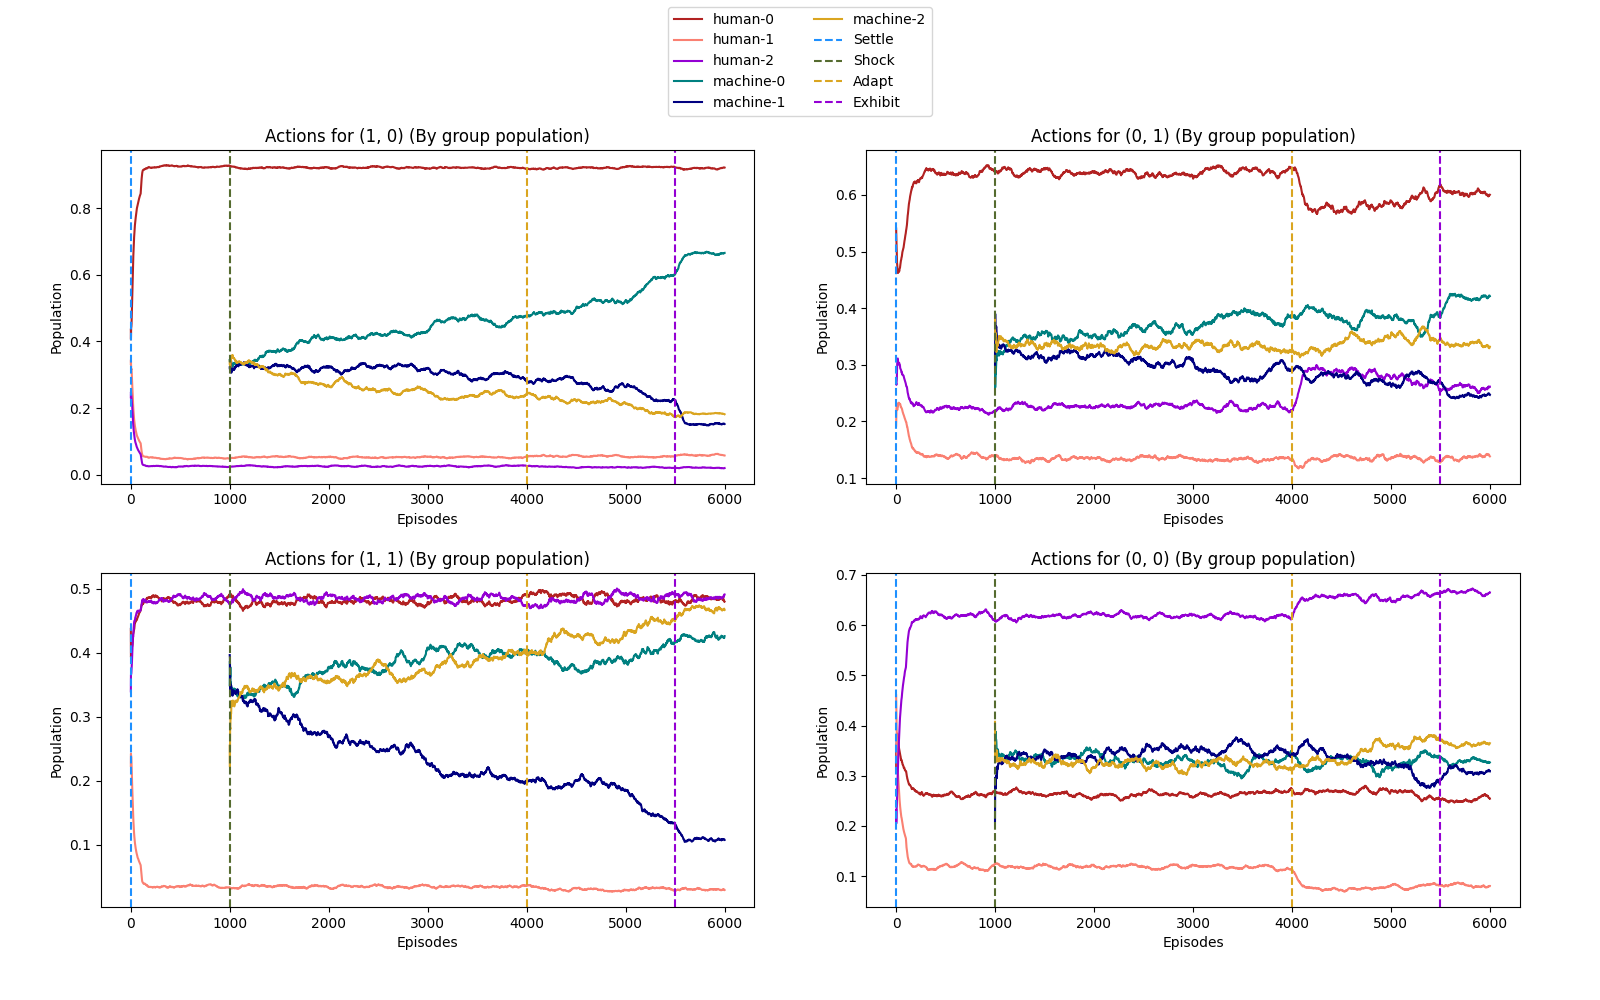 human-0
human-1
human-2
machine-0
machine-1
machine-2
Settle
Shock
Adapt
Exhibit
Actions for (1, 0) (By group population)
Population
0.8
0.6
0.4
0.2
0.0
0 1000 2000 3000 4000 5000 6000
Episodes
Actions for (0, 1) (By group population)
Population
0.6
0.5
0.4
0.3
0.2
0.1
0 1000 2000 3000 4000 5000 6000
Episodes
Actions for (1, 1) (By group population)
Population
0.5
0.4
0.3
0.2
0.1
0 1000 2000 3000 4000 5000 6000
Episodes
Actions for (0, 0) (By group population)
Population
0.7
0.6
0.5
0.4
0.3
0.2
0.1
0 1000 2000 3000 4000 5000 6000
Episodes